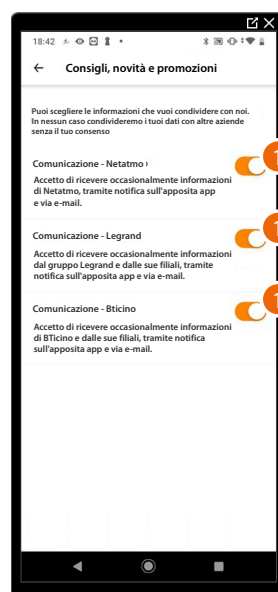 18:42
Consigli, novità e promozioni
Puoi scegliere le informazioni che vuoi condividere con noi.
In nessun caso condivideremo i tuoi dati con altre aziende
senza il tuo consenso
Comunicazione - Netatmo ›
Accetto di ricevere occasionalmente informazioni
di Netatmo, tramite notifica sull'apposita app
e via e-mail.
1
Comunicazione - Legrand
Accetto di ricevere occasionalmente informazioni
dal gruppo Legrand e dalle sue filiali, tramite
notifica sull'apposita app e via e-mail.
1
Comunicazione - Bticino
Accetto di ricevere occasionalmente informazioni
di BTicino e dalle sue filiali, tramite notifica
sull'apposita app e via e-mail.
1